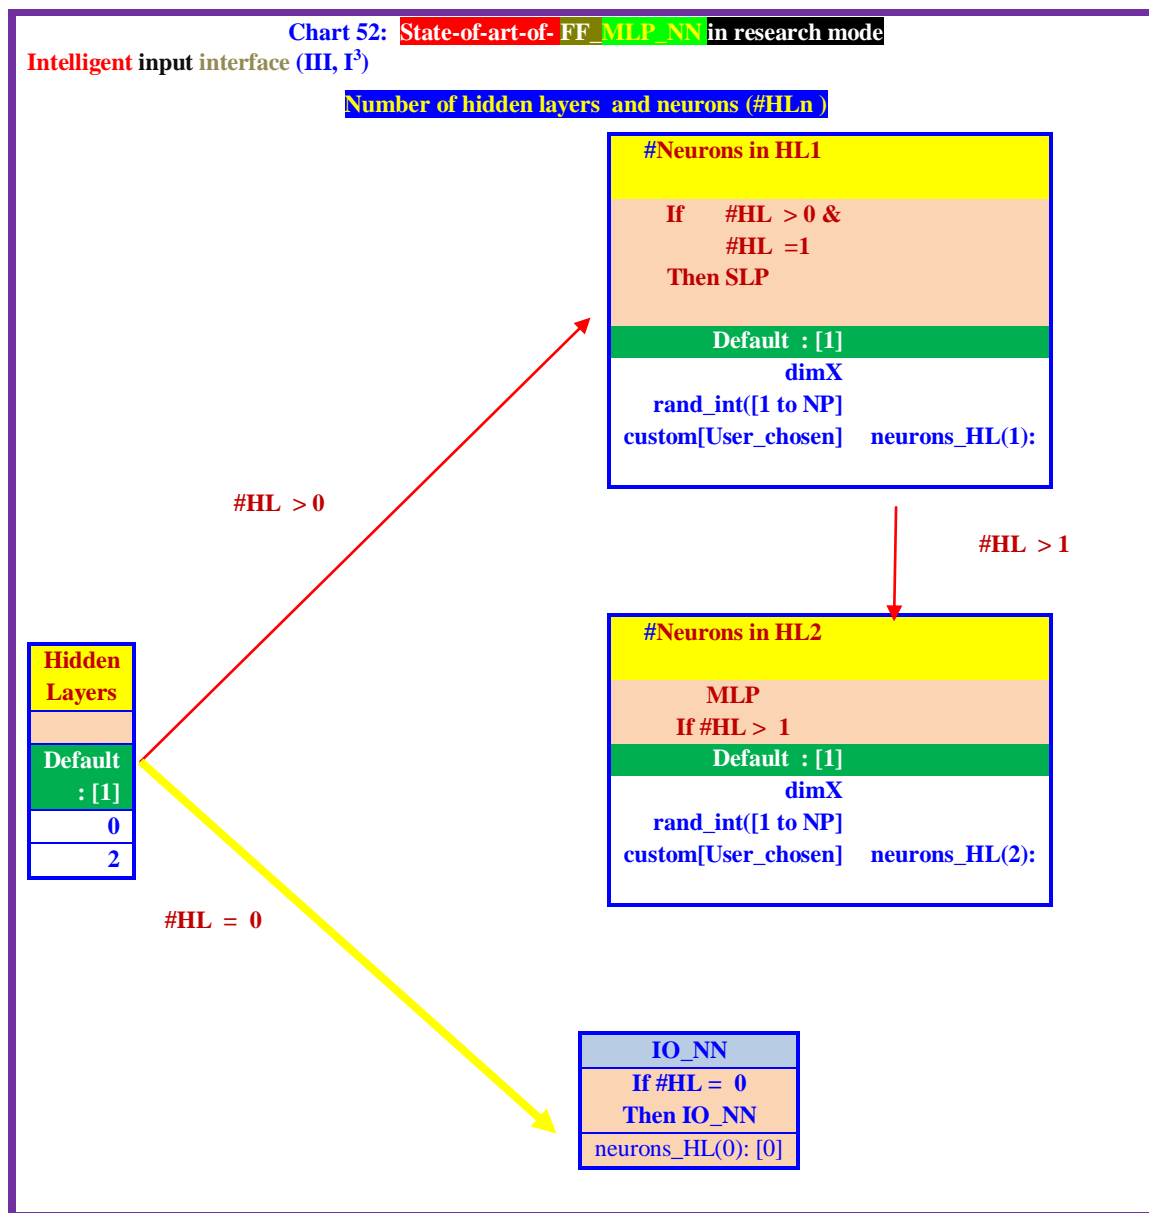 Chart 52: State-of-art-of- FF_MLP_NN in research mode
Intelligent input interface (III, I³)
Number of hidden layers and neurons (#HLn )
#Neurons in HL1
If #HL > 0 &
#HL =1
Then SLP
Default : [1]
dimX
rand_int([1 to NP]
custom[User_chosen] neurons_HL(1):
#HL > 0
#HL > 1
#Neurons in HL2
MLP
If #HL > 1
Default : [1]
dimX
rand_int([1 to NP]
custom[User_chosen] neurons_HL(2):
Hidden
Layers
Default
: [1]
0
2
#HL = 0
IO_NN
If #HL = 0
Then IO_NN
neurons_HL(0): [0]